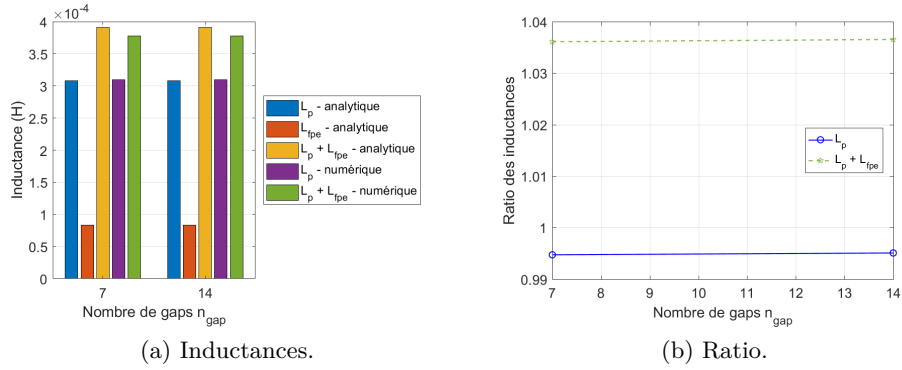 ×10⁻⁴
4
3.5
3
2.5
2
1.5
1
0.5
0
Inductance (H)
7 14
Nombre de gaps n_gap
L_p - analytique
L_fpe - analytique
L_p + L_fpe - analytique
L_p - numérique
L_p + L_fpe - numérique
(a) Inductances.
1.04
1.03
1.02
1.01
1
0.99
Ratio des inductances
7 8 9 10 11 12 13 14
Nombre de gaps n_gap
L_p
L_p + L_fpe
(b) Ratio.